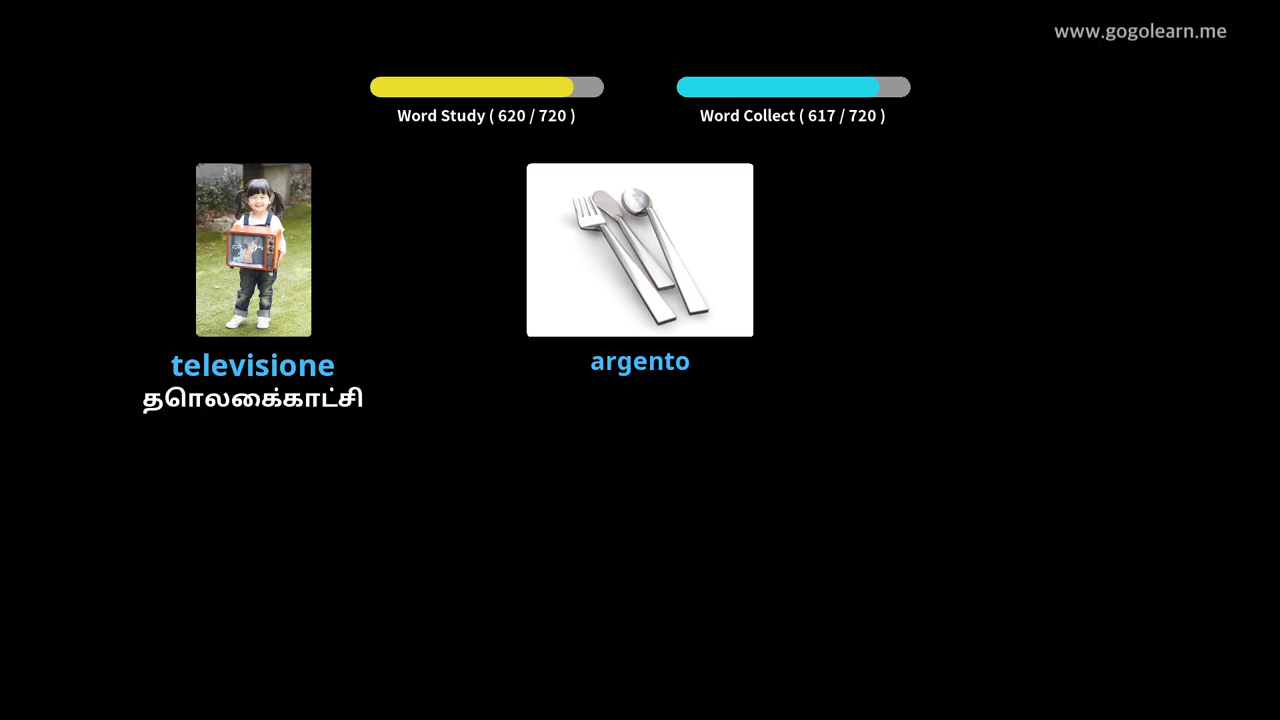 www.gogolearn.me
Word Study ( 620 / 720 )
Word Collect ( 617 / 720 )
televisione
தொலைக்காட்சி
argento